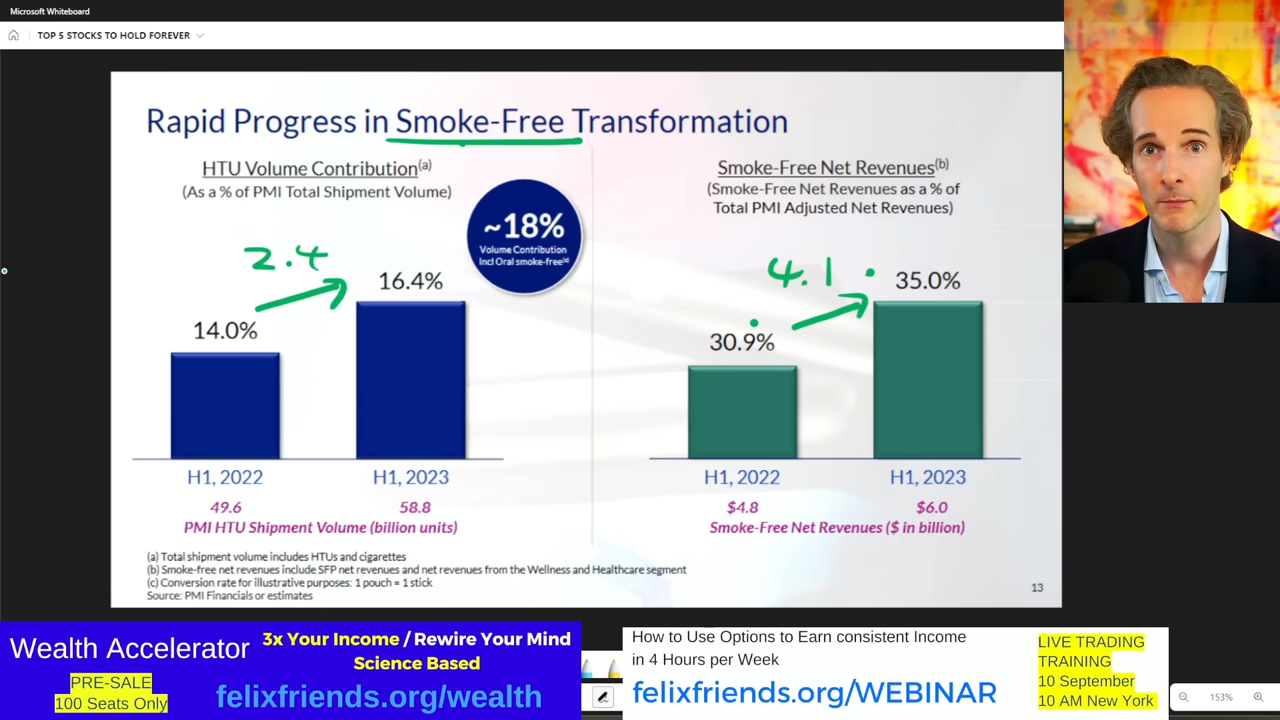 Microsoft Whiteboard
TOP 5 STOCKS TO HOLD FOREVER
Rapid Progress in Smoke-Free Transformation
HTU Volume Contribution(a)
(As a % of PMI Total Shipment Volume)
~18%
Volume Contribution
Incl Oral smoke-free(c)
2.4
14.0%
16.4%
H1, 2022
H1, 2023
49.6
58.8
PMI HTU Shipment Volume (billion units)
Smoke-Free Net Revenues(b)
(Smoke-Free Net Revenues as a % of
Total PMI Adjusted Net Revenues)
4.1
30.9%
35.0%
H1, 2022
H1, 2023
$4.8
$6.0
Smoke-Free Net Revenues ($ in billion)
(a) Total shipment volume includes HTUs and cigarettes
(b) Smoke-free net revenues include SFP net revenues and net revenues from the Wellness and Healthcare segment
(c) Conversion rate for illustrative purposes: 1 pouch = 1 stick
Source: PMI Financials or estimates
13
Wealth Accelerator
PRE-SALE
100 Seats Only
3x Your Income / Rewire Your Mind
Science Based
felixfriends.org/wealth
How to Use Options to Earn consistent Income
in 4 Hours per Week
felixfriends.org/WEBINAR
LIVE TRADING
TRAINING
10 September
10 AM New York
153%